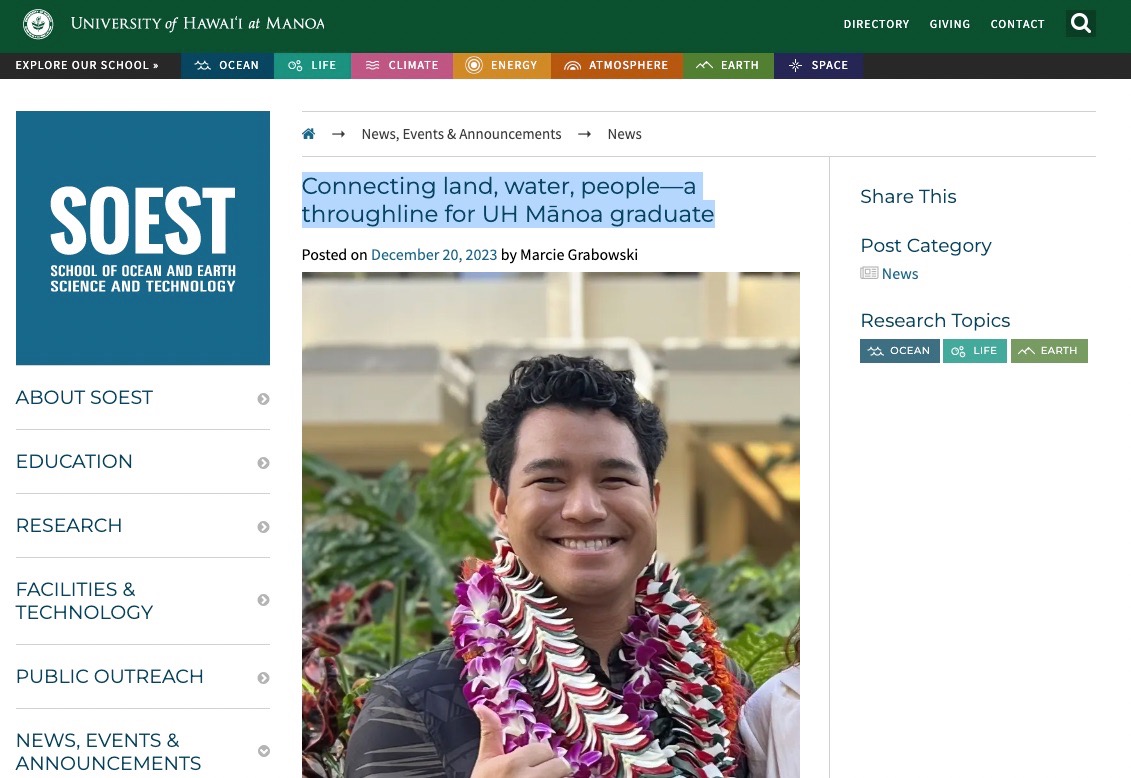 UNIVERSITY of HAWAIʻI at MANOA
DIRECTORY GIVING CONTACT
EXPLORE OUR SCHOOL » OCEAN LIFE CLIMATE ENERGY ATMOSPHERE EARTH SPACE
SOEST
SCHOOL OF OCEAN AND EARTH
SCIENCE AND TECHNOLOGY
ABOUT SOEST
EDUCATION
RESEARCH
FACILITIES &
TECHNOLOGY
PUBLIC OUTREACH
NEWS, EVENTS &
ANNOUNCEMENTS
→ News, Events & Announcements → News
Connecting land, water, people—a
throughline for UH Mānoa graduate
Posted on December 20, 2023 by Marcie Grabowski
Share This
Post Category
News
Research Topics
OCEAN LIFE EARTH